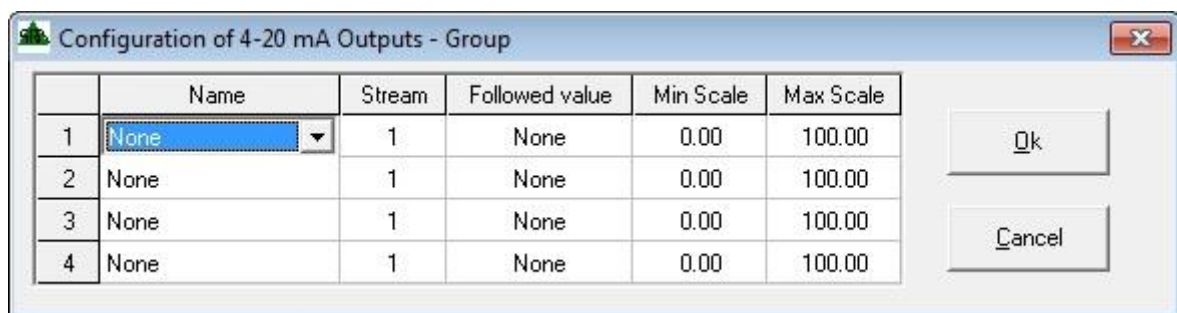 Configuration of 4-20 mA Outputs - Group
Name Stream Followed value Min Scale Max Scale
1 None 1 None 0.00 100.00
2 None 1 None 0.00 100.00
3 None 1 None 0.00 100.00
4 None 1 None 0.00 100.00
Ok
Cancel